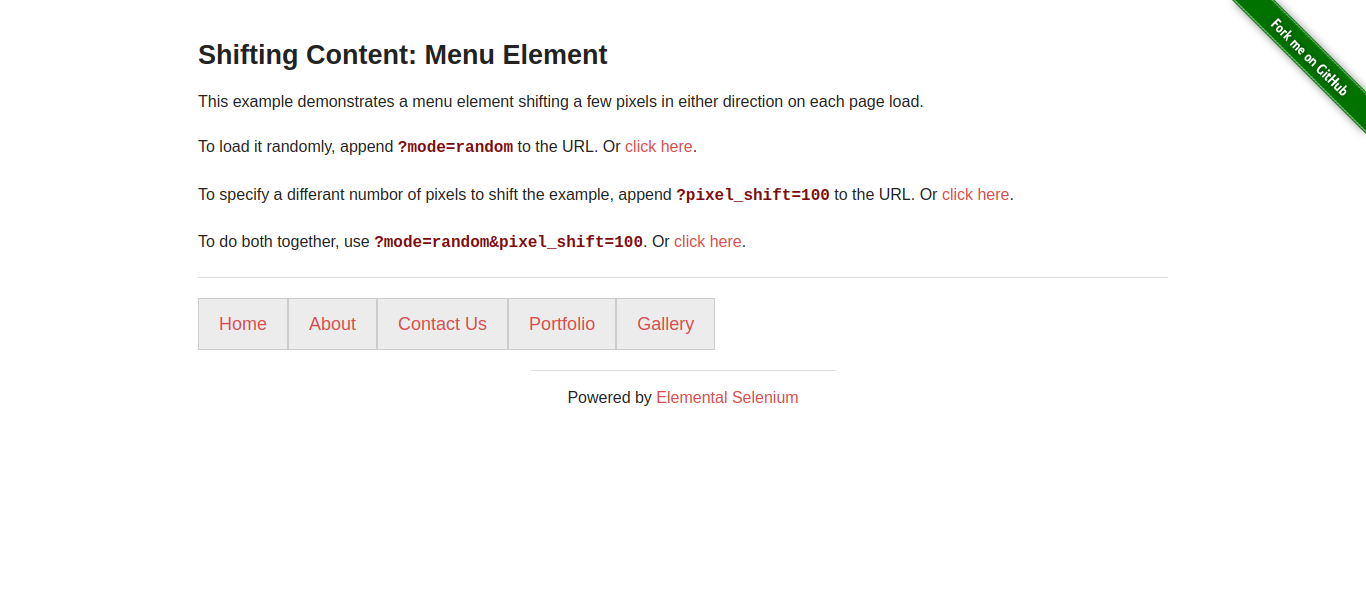 Fork me on GitHub
Shifting Content: Menu Element
This example demonstrates a menu element shifting a few pixels in either direction on each page load.
To load it randomly, append ?mode=random to the URL. Or click here.
To specify a differant numbor of pixels to shift the example, append ?pixel_shift=100 to the URL. Or click here.
To do both together, use ?mode=random&pixel_shift=100. Or click here.
Home About Contact Us Portfolio Gallery
Powered by Elemental Selenium